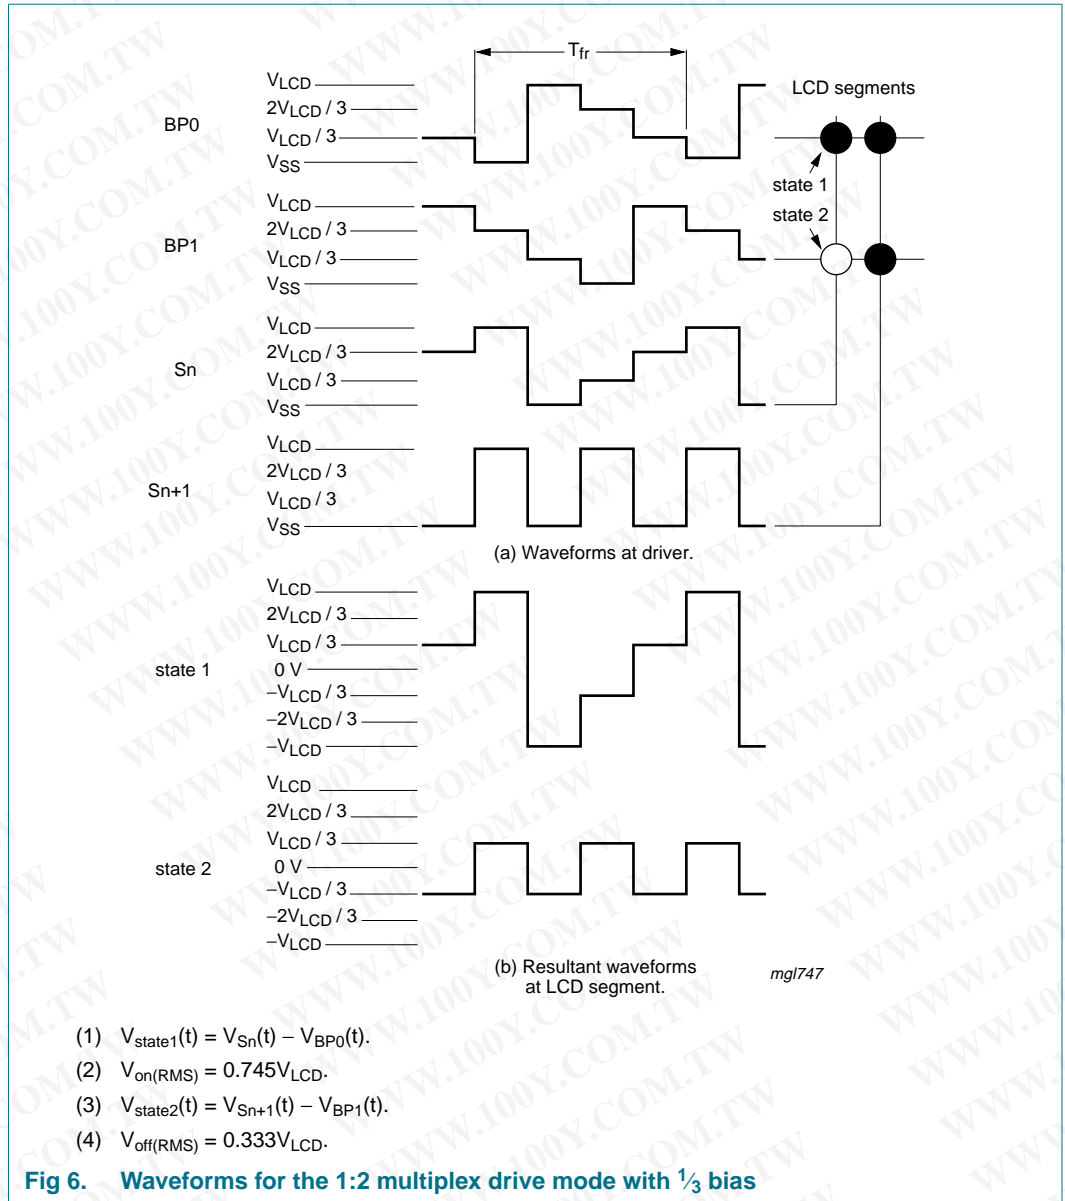 Tfr
BP0
VLCD
2VLCD / 3
VLCD / 3
VSS
LCD segments
state 1
state 2
BP1
VLCD
2VLCD / 3
VLCD / 3
VSS
Sn
VLCD
2VLCD / 3
VLCD / 3
VSS
Sn+1
VLCD
2VLCD / 3
VLCD / 3
VSS
(a) Waveforms at driver.
state 1
VLCD
2VLCD / 3
VLCD / 3
0 V
−VLCD / 3
−2VLCD / 3
−VLCD
state 2
VLCD
2VLCD / 3
VLCD / 3
0 V
−VLCD / 3
−2VLCD / 3
−VLCD
(b) Resultant waveforms
at LCD segment.
mgl747
(1) Vstate1(t) = VSn(t) − VBP0(t).
(2) Von(RMS) = 0.745VLCD.
(3) Vstate2(t) = VSn+1(t) − VBP1(t).
(4) Voff(RMS) = 0.333VLCD.
Fig 6. Waveforms for the 1:2 multiplex drive mode with 1/3 bias
WWW.100Y.COM.TW